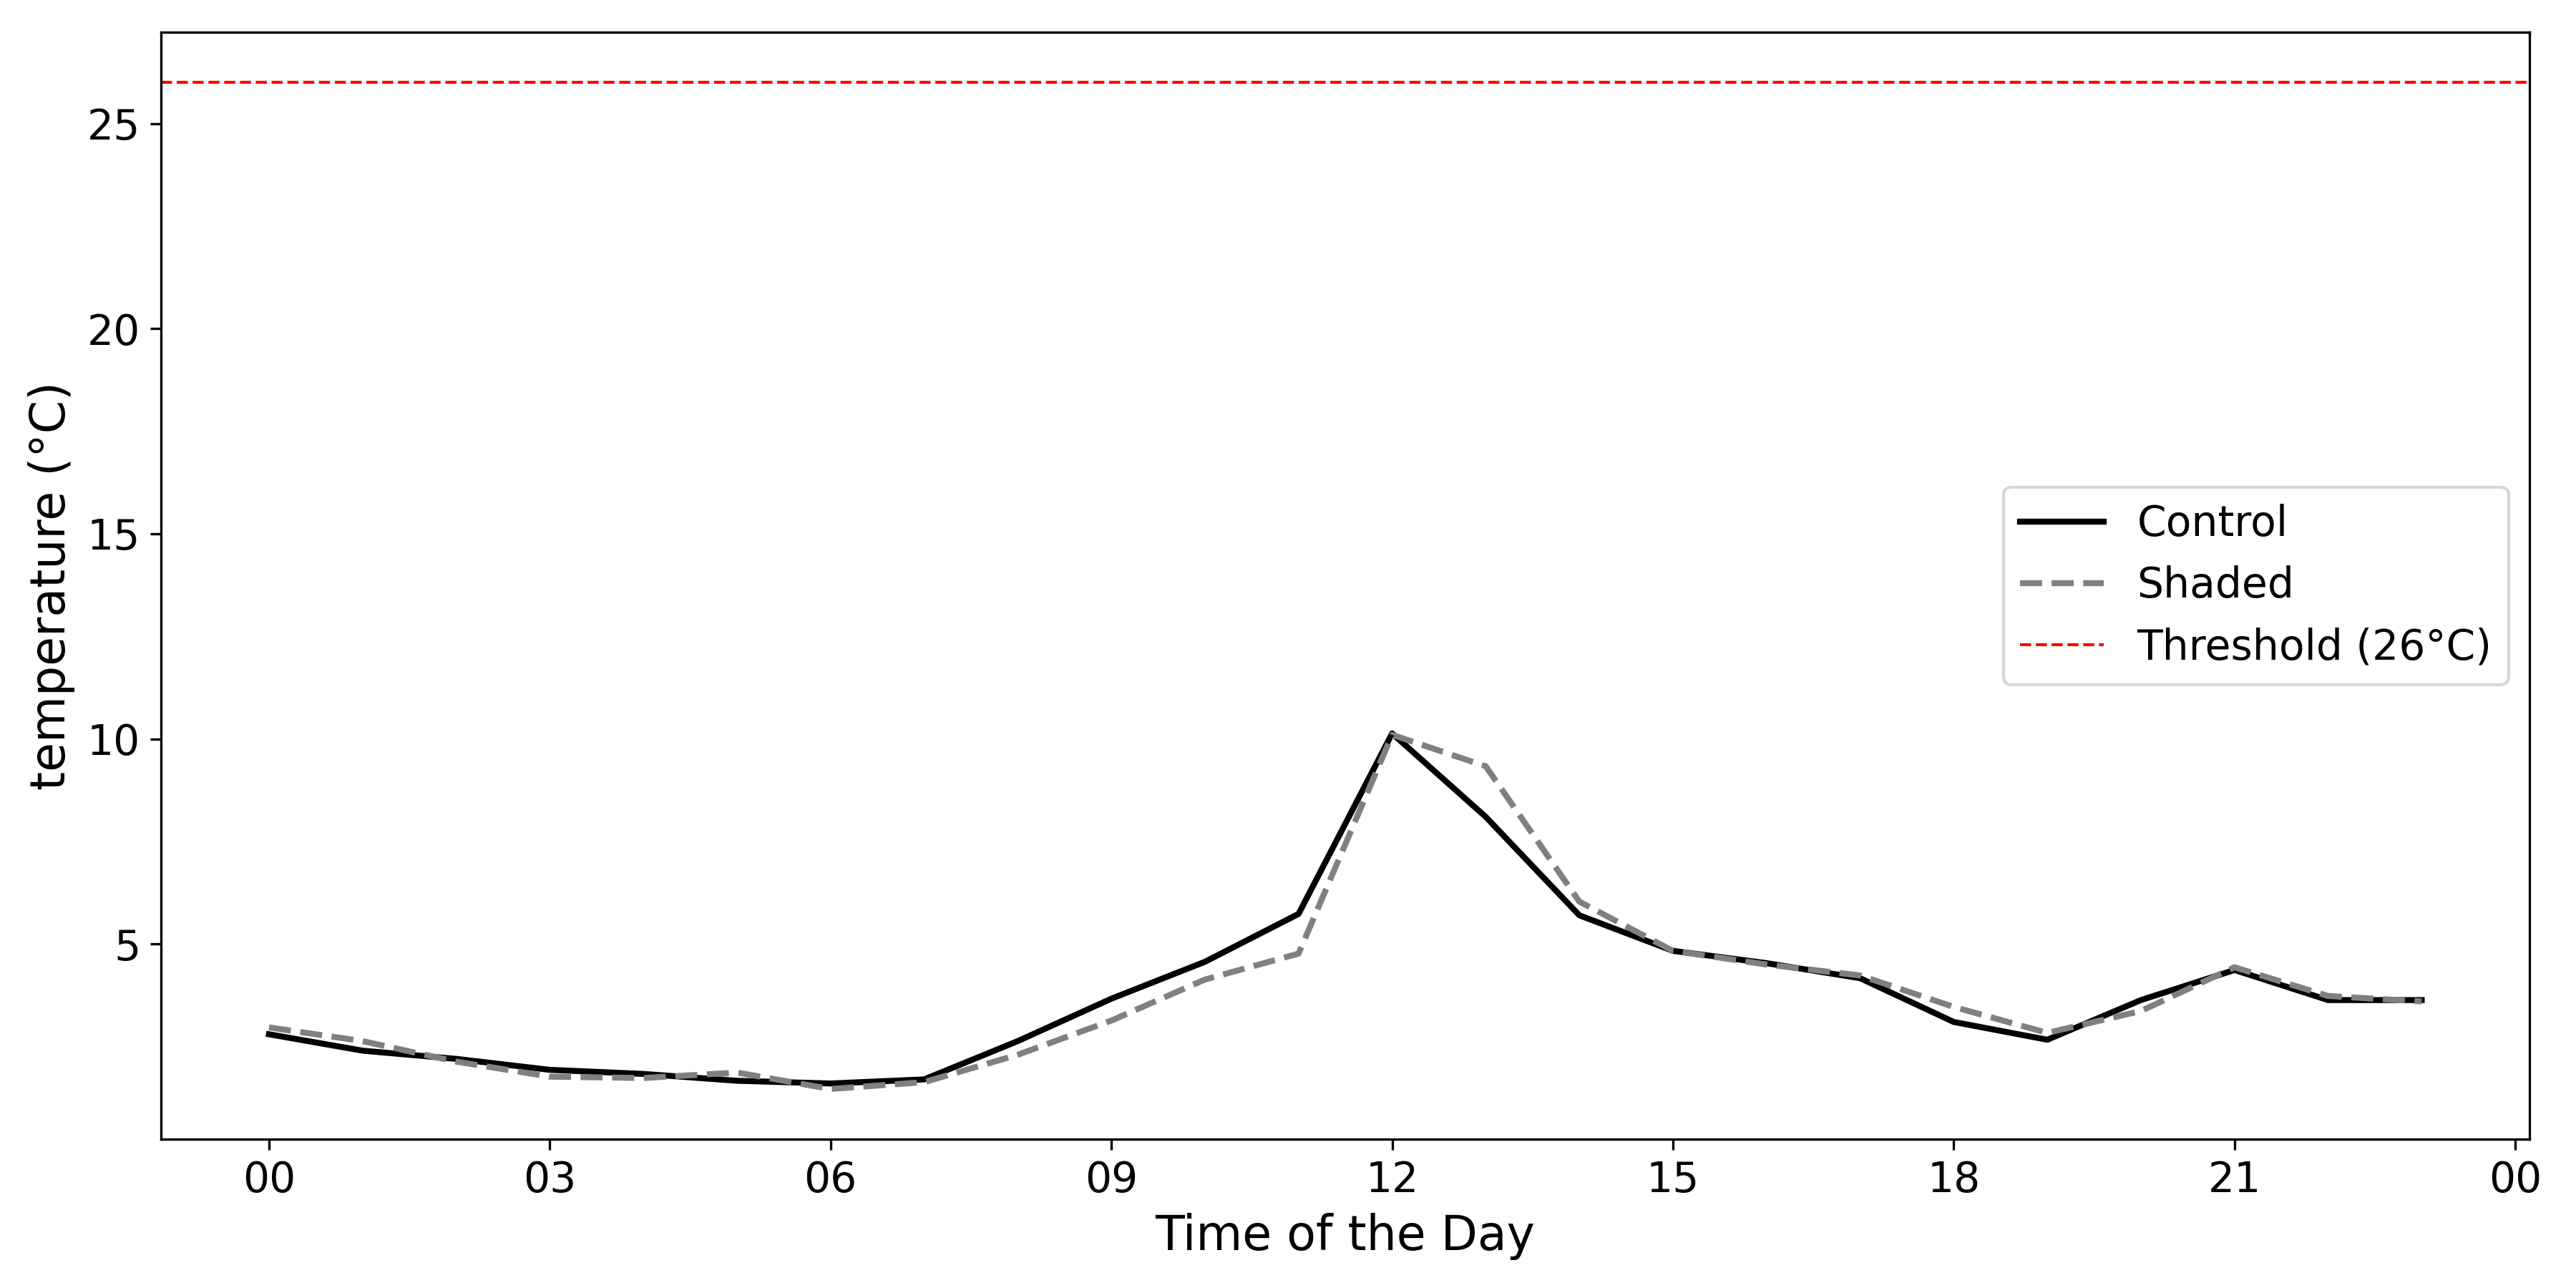 temperature (°C)
25
20
15
10
5
Control
Shaded
Threshold (26°C)
00 03 06 09 12 15 18 21 00
Time of the Day